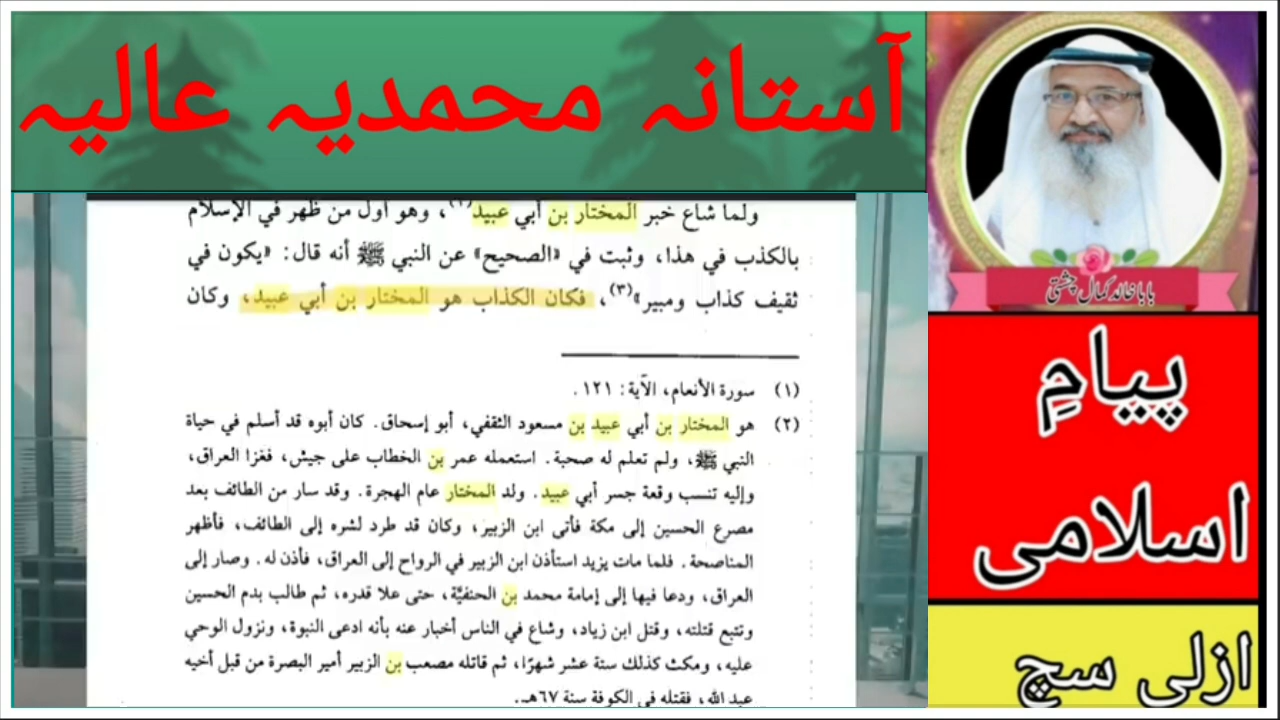 آستانہ محمدیہ عالیہ
ولما شاع خبر المختار بن أبي عبيد(٢)، وهو أول من ظهر في الإسلام
بالكذب في هذا، وثبت في «الصحيح» عن النبي ﷺ أنه قال: «يكون في
ثقيف كذاب ومبير»(٣)، فكان الكذاب هو المختار بن أبي عبيد، وكان
(١) سورة الأنعام، الآية: ١٢١.
(٢) هو المختار بن أبي عبيد بن مسعود الثقفي، أبو إسحاق. كان أبوه قد أسلم في حياة
النبي ﷺ، ولم تعلم له صحبة. استعمله عمر بن الخطاب على جيش، فغزا العراق،
وإليه تنسب وقعة جسر أبي عبيد. ولد المختار عام الهجرة. وقد سار من الطائف بعد
مصرع الحسين إلى مكة فأتى ابن الزبير، وكان قد طرد لشره إلى الطائف، فأظهر
المناصحة. فلما مات يزيد استأذن ابن الزبير في الرواح إلى العراق، فأذن له. وصار إلى
العراق، ودعا فيها إلى إمامة محمد بن الحنفيَّة، حتى علا قدره، ثم طالب بدم الحسين
وتتبع قتلته، وقتل ابن زياد، وشاع في الناس أخبار عنه بأنه ادعى النبوة، ونزول الوحي
عليه، ومكث كذلك ستة عشر شهرًا، ثم قاتله مصعب بن الزبير أمير البصرة من قبل أخيه
عبد الله، فقتله في الكوفة سنة ٦٧هـ.
بابا خالد کمال چشتی
پیامِ
اسلامی
ازلی سچ